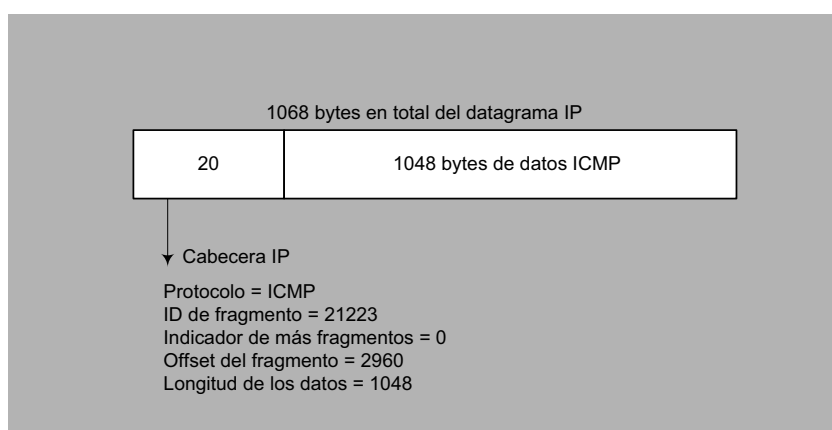 1068 bytes en total del datagrama IP
20
1048 bytes de datos ICMP
Cabecera IP
Protocolo = ICMP
ID de fragmento = 21223
Indicador de más fragmentos = 0
Offset del fragmento = 2960
Longitud de los datos = 1048